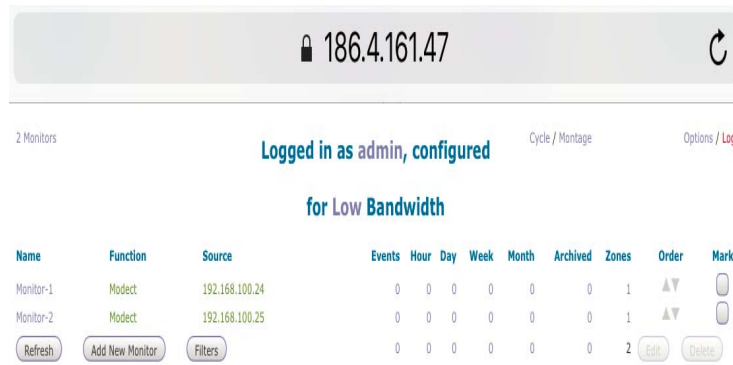 186.4.161.47
2 Monitors Logged in as admin, configured Cycle / Montage Options / Log
for Low Bandwidth
Name Function Source Events Hour Day Week Month Archived Zones Order Mark
Monitor-1 Modect 192.168.100.24 0 0 0 0 0 0 1
Monitor-2 Modect 192.168.100.25 0 0 0 0 0 0 1
Refresh Add New Monitor Filters 0 0 0 0 0 0 2 Edit Delete